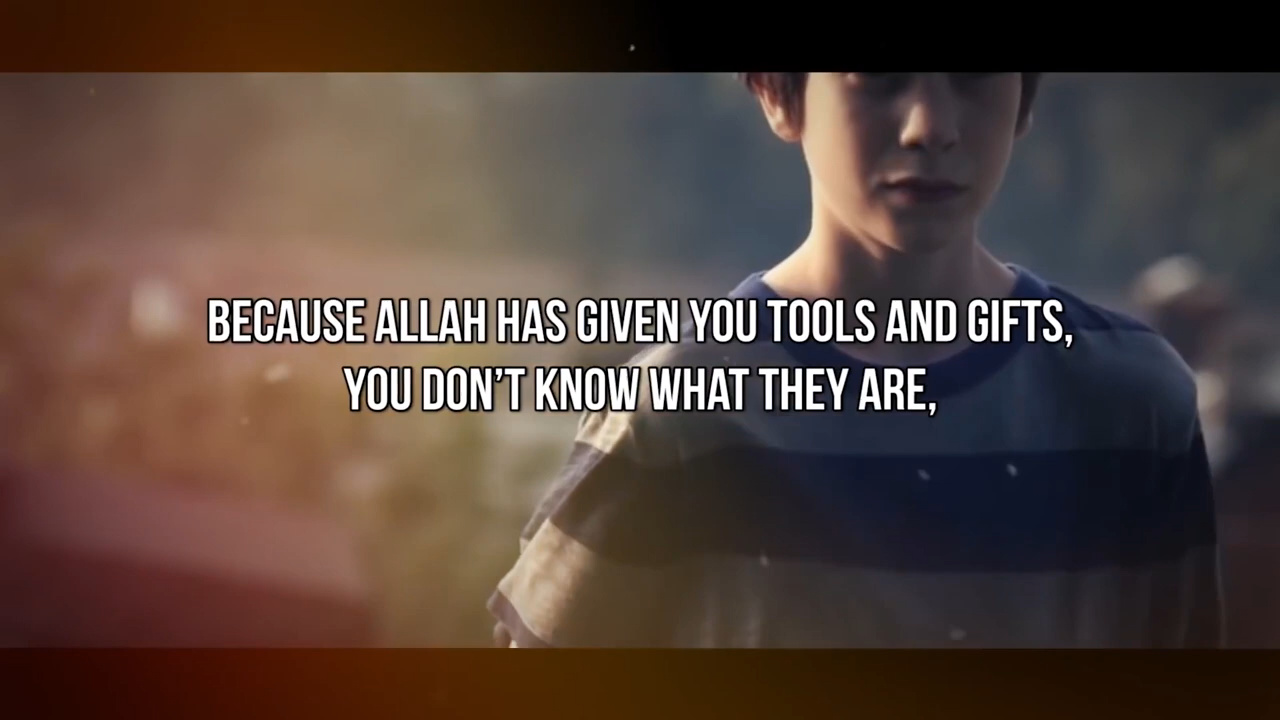 BECAUSE ALLAH HAS GIVEN YOU TOOLS AND GIFTS,
YOU DON’T KNOW WHAT THEY ARE,